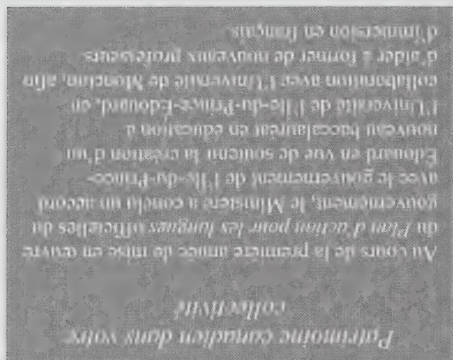 Patrimoine canadien dans votre
collectivité
Au cours de la première année de mise en œuvre
du Plan d'action pour les langues officielles du
gouvernement, le Ministère a conclu un accord
avec le gouvernement de l'Île-du-Prince-
Édouard en vue de soutenir la création d'un
nouveau baccalauréat en éducation à
l'Université de l'Île-du-Prince-Édouard, en
collaboration avec l'Université de Moncton, afin
d'aider à former de nouveaux professeurs
d'immersion en français.